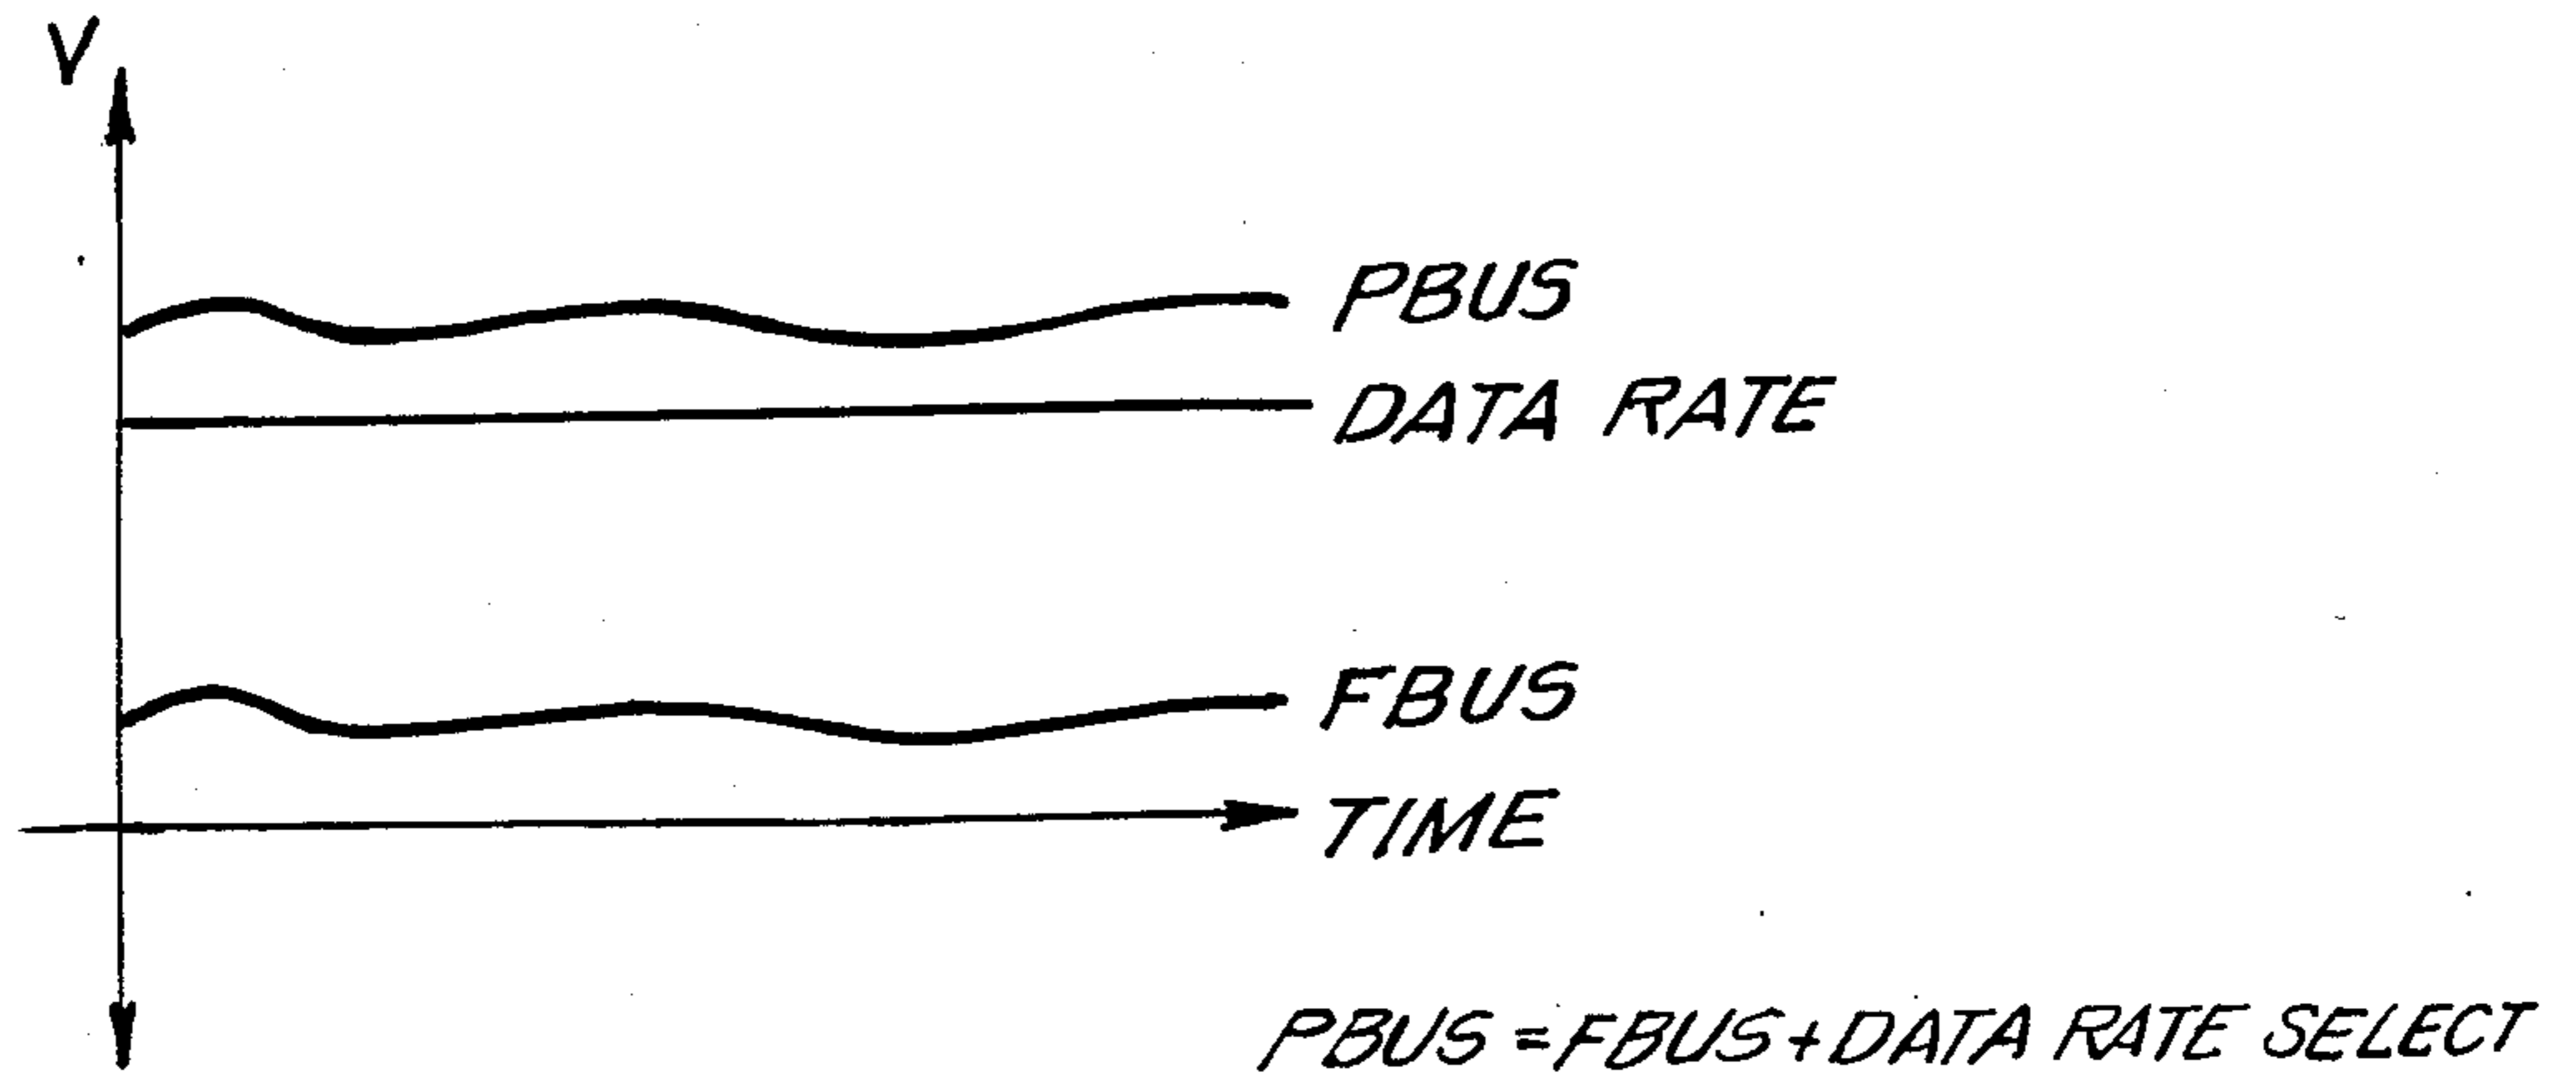 V
PBUS
DATA RATE
FBUS
TIME
PBUS = FBUS + DATA RATE SELECT